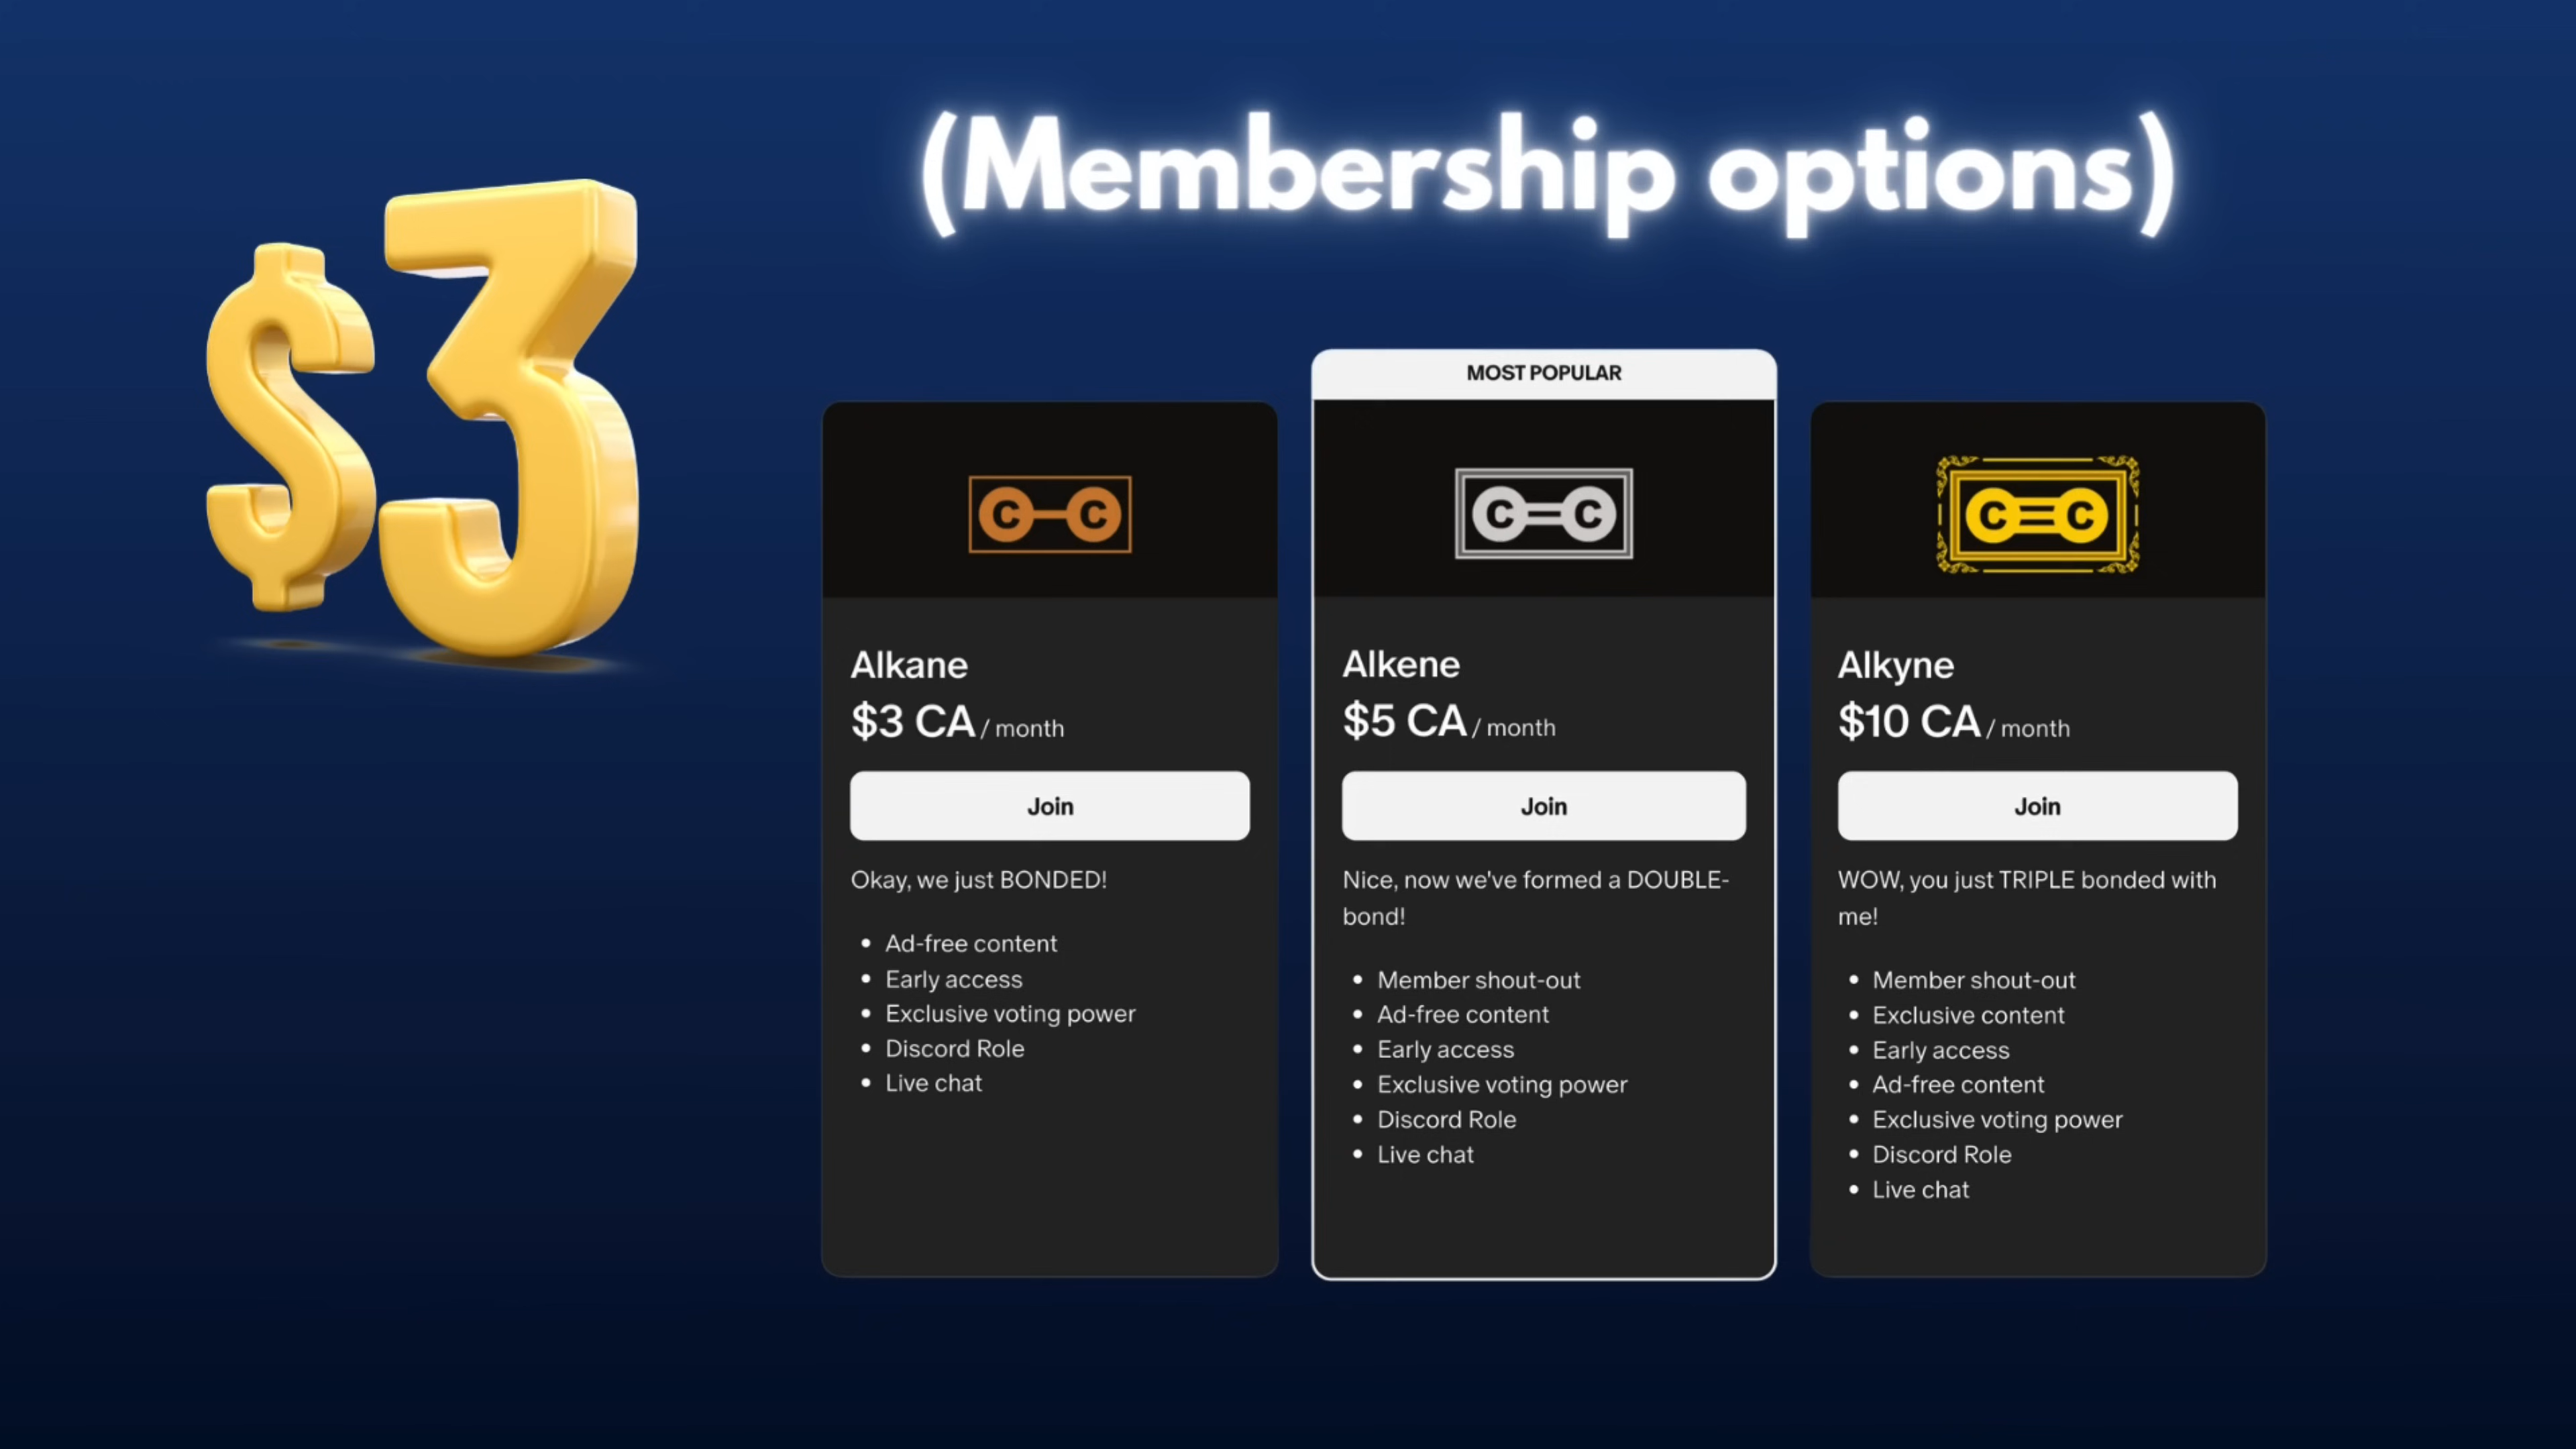 $3
(Membership options)
C C
Alkane
$3 CA / month
Join
Okay, we just BONDED!
• Ad-free content
• Early access
• Exclusive voting power
• Discord Role
• Live chat
MOST POPULAR
C C
Alkene
$5 CA / month
Join
Nice, now we've formed a DOUBLE-
bond!
• Member shout-out
• Ad-free content
• Early access
• Exclusive voting power
• Discord Role
• Live chat
C C
Alkyne
$10 CA / month
Join
WOW, you just TRIPLE bonded with
me!
• Member shout-out
• Exclusive content
• Early access
• Ad-free content
• Exclusive voting power
• Discord Role
• Live chat